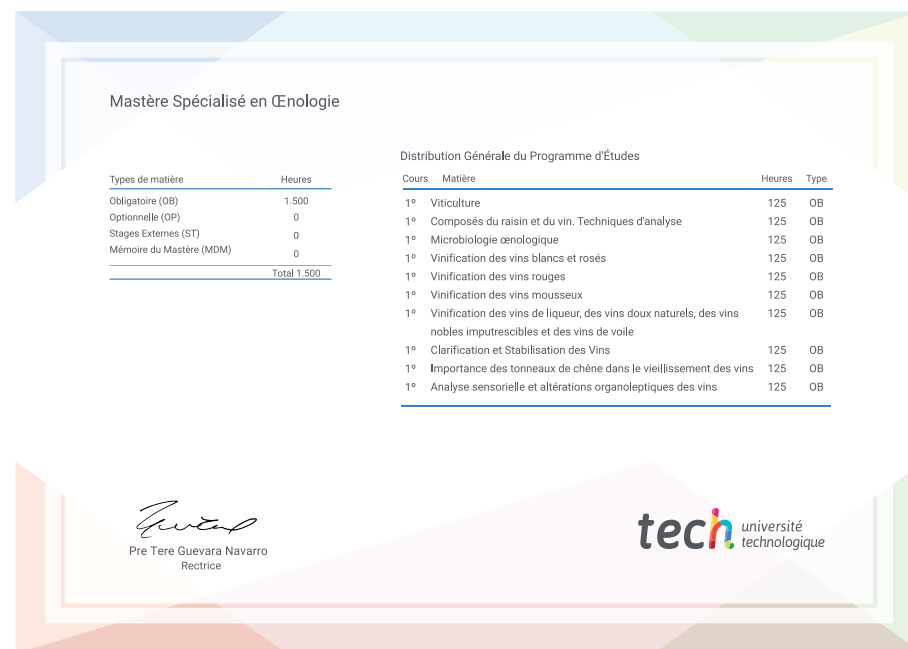 Mastère Spécialisé en Œnologie
Types de matière Heures
Obligatoire (OB) 1.500
Optionnelle (OP) 0
Stages Externes (ST) 0
Mémoire du Mastère (MDM) 0
Total 1.500
Distribution Générale du Programme d'Études
Cours Matière Heures Type
1º Viticulture 125 OB
1º Composés du raisin et du vin. Techniques d'analyse 125 OB
1º Microbiologie œnologique 125 OB
1º Vinification des vins blancs et rosés 125 OB
1º Vinification des vins rouges 125 OB
1º Vinification des vins mousseux 125 OB
1º Vinification des vins de liqueur, des vins doux naturels, des vins 125 OB
nobles imputrescibles et des vins de voile
1º Clarification et Stabilisation des Vins 125 OB
1º Importance des tonneaux de chêne dans le vieillissement des vins 125 OB
1º Analyse sensorielle et altérations organoleptiques des vins 125 OB
Pre Tere Guevara Navarro
Rectrice
tech université
technologique